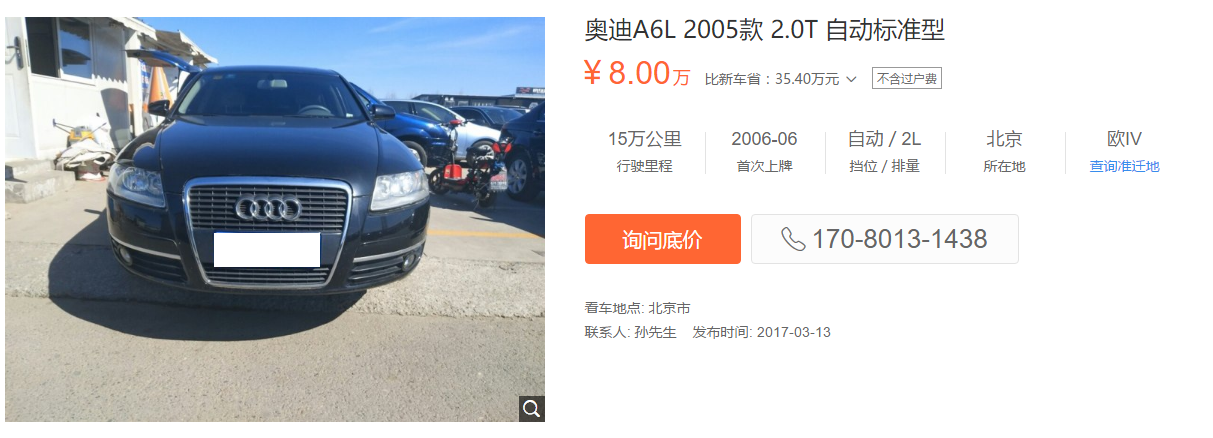 奥迪A6L 2005款 2.0T 自动标准型
¥8.00万 比新车省：35.40万元 不含过户费
15万公里 2006-06 自动 / 2L 北京 欧IV
行驶里程 首次上牌 挡位 / 排量 所在地 查询准迁地
询问底价 170-8013-1438
看车地点: 北京市
联系人: 孙先生 发布时间: 2017-03-13